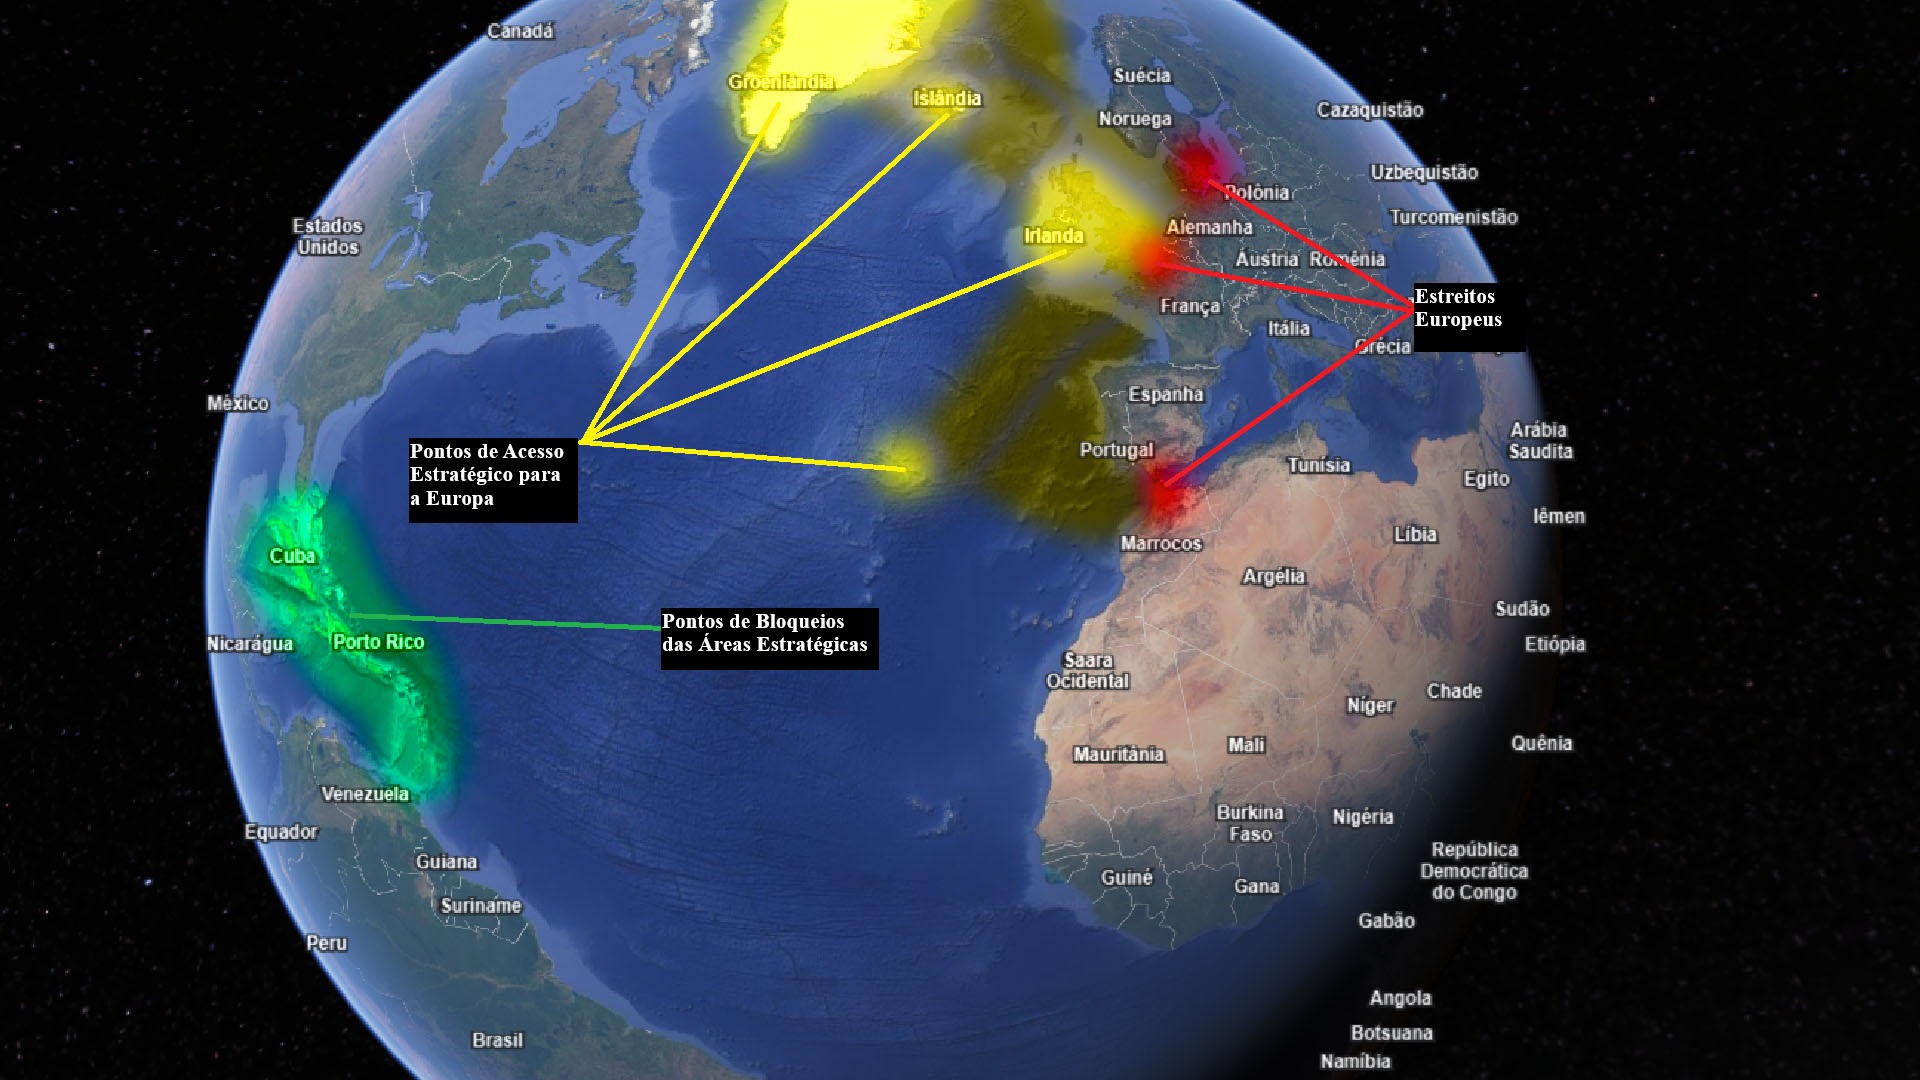 Canadá
Suécia
Groenlândia
Islândia
Cazaquistão
Noruega
Uzbequistão
Polônia
Turcomenistão
Estados
Unidos
Irlanda
Alemanha
Áustria
Romênia
Estreitos
Europeus
França
Itália
Grécia
México
Espanha
Portugal
Arábia
Saudita
Pontos de Acesso
Estratégico para
a Europa
Tunísia
Egito
Iêmen
Líbia
Marrocos
Cuba
Argélia
Sudão
Pontos de Bloqueios
das Áreas Estratégicas
Nicarágua
Porto Rico
Etiópia
Saara
Ocidental
Chade
Níger
Mauritânia
Mali
Quênia
Venezuela
Burkina
Faso
Nigéria
Equador
Guiana
República
Democrática
do Congo
Guiné
Gana
Suriname
Gabão
Peru
Angola
Brasil
Botsuana
Namíbia